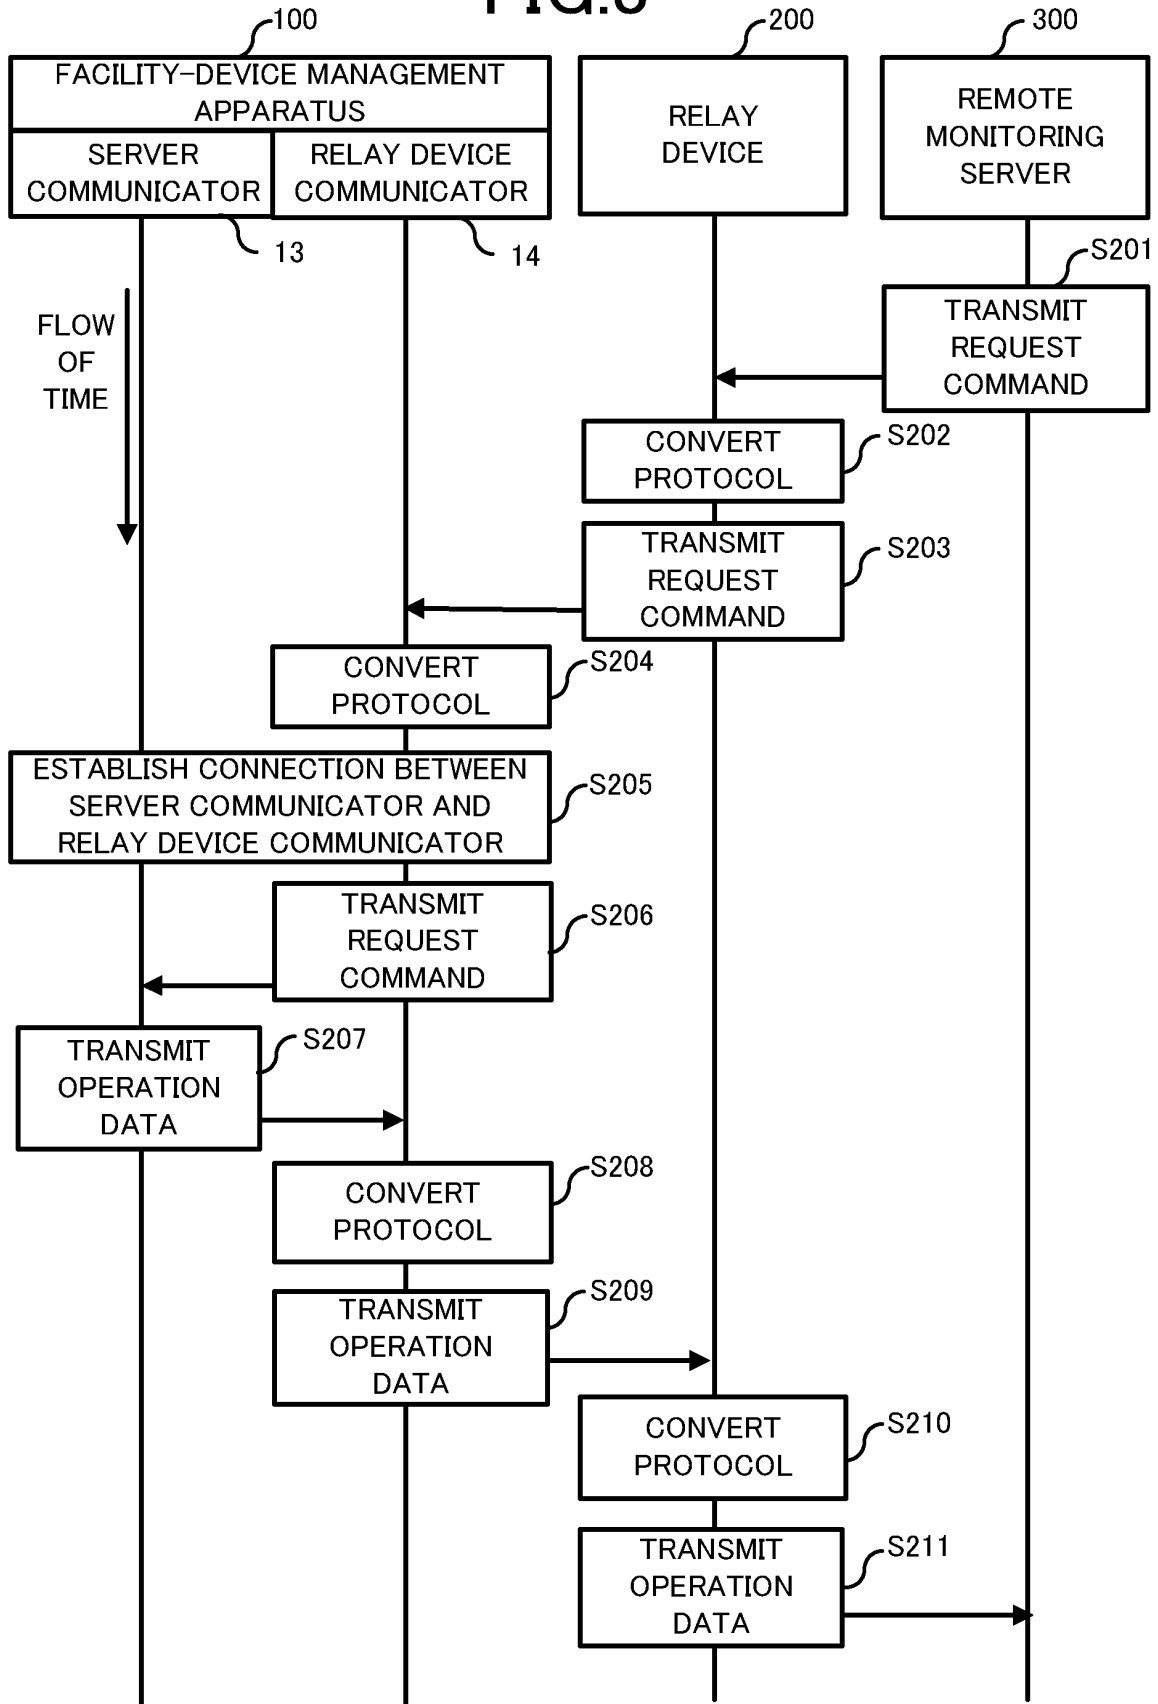 100
200
300
FACILITY-DEVICE MANAGEMENT
APPARATUS
SERVER
COMMUNICATOR
RELAY DEVICE
COMMUNICATOR
RELAY
DEVICE
REMOTE
MONITORING
SERVER
13
14
FLOW
OF
TIME
S201
TRANSMIT
REQUEST
COMMAND
S202
CONVERT
PROTOCOL
S203
TRANSMIT
REQUEST
COMMAND
S204
CONVERT
PROTOCOL
S205
ESTABLISH CONNECTION BETWEEN
SERVER COMMUNICATOR AND
RELAY DEVICE COMMUNICATOR
S206
TRANSMIT
REQUEST
COMMAND
S207
TRANSMIT
OPERATION
DATA
S208
CONVERT
PROTOCOL
S209
TRANSMIT
OPERATION
DATA
S210
CONVERT
PROTOCOL
S211
TRANSMIT
OPERATION
DATA